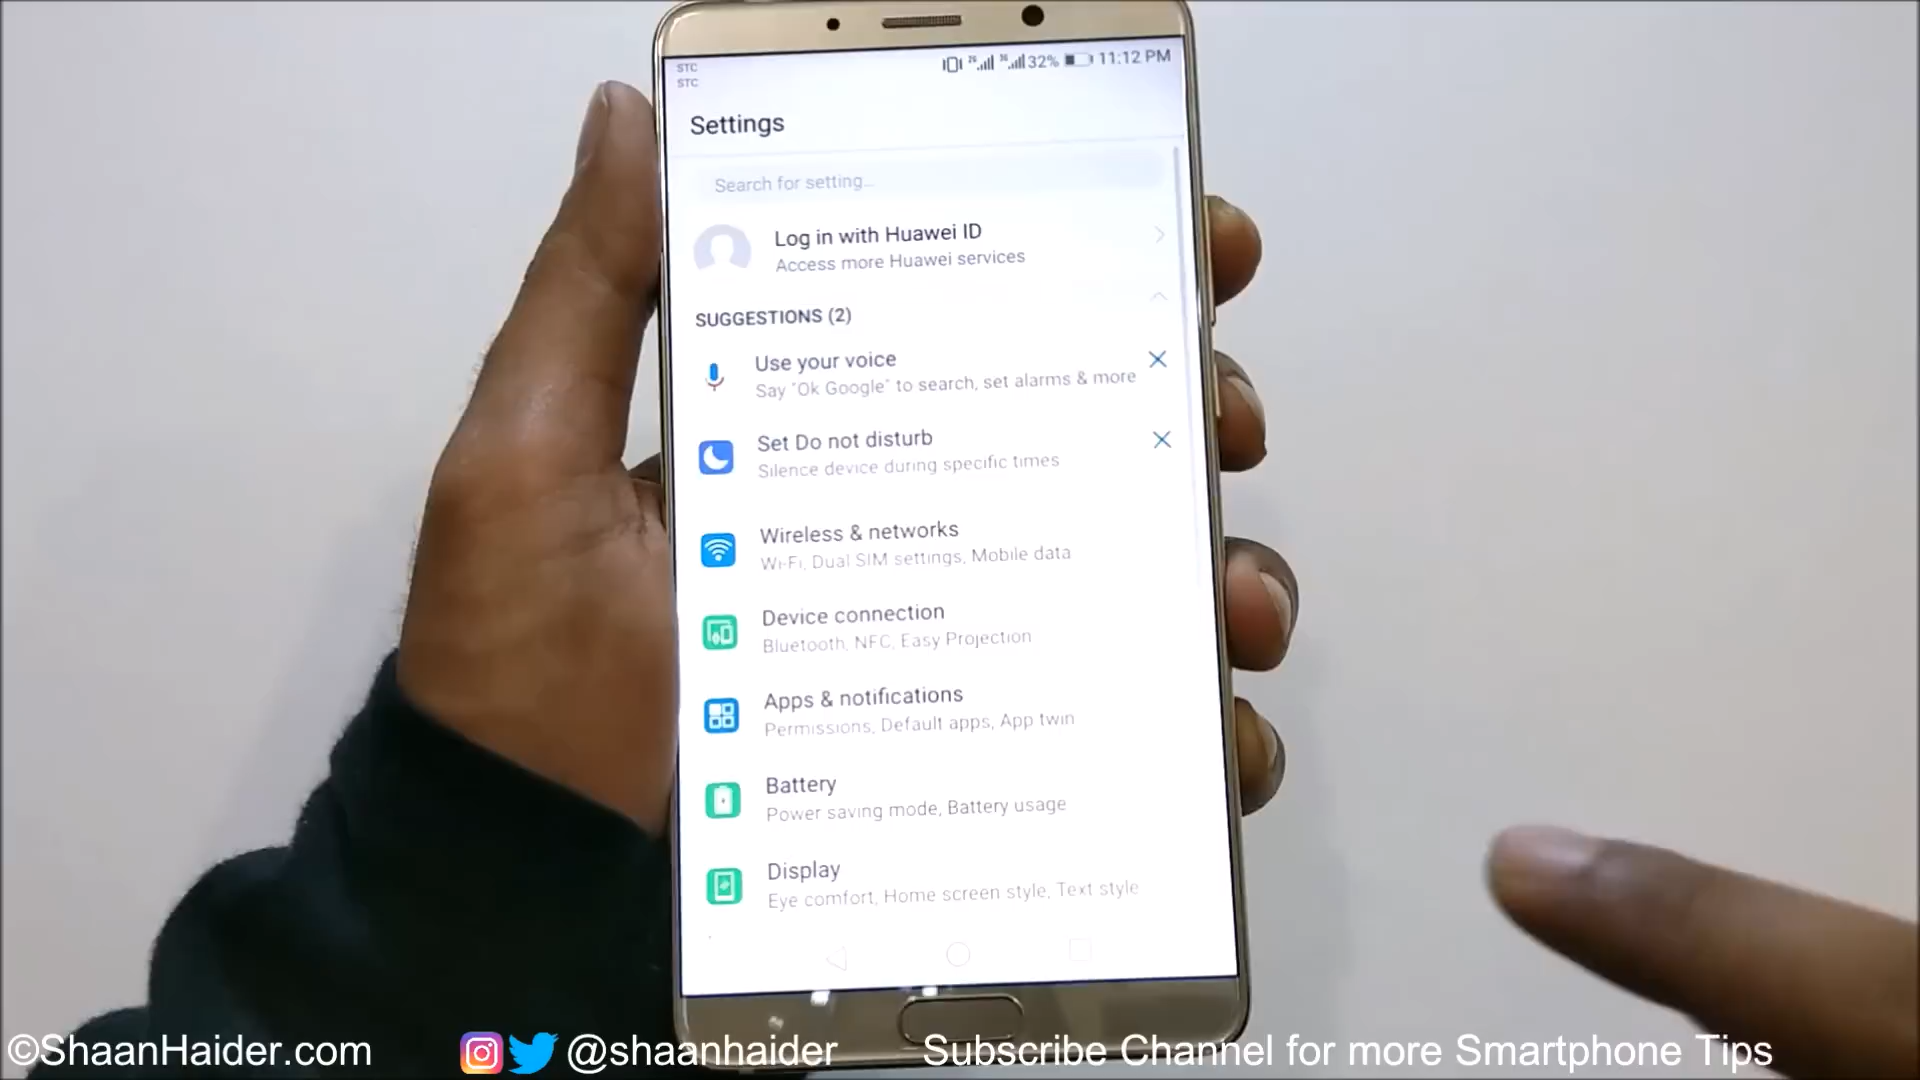 STC
STC
2G 3G 32% 11:12 PM
Settings
Search for setting...
Log in with Huawei ID
Access more Huawei services
SUGGESTIONS (2)
Use your voice
Say "Ok Google" to search, set alarms & more
Set Do not disturb
Silence device during specific times
Wireless & networks
Wi-Fi, Dual SIM settings, Mobile data
Device connection
Bluetooth, NFC, Easy Projection
Apps & notifications
Permissions, Default apps, App twin
Battery
Power saving mode, Battery usage
Display
Eye comfort, Home screen style, Text style
©ShaanHaider.com
@shaanhaider
Subscribe Channel for more Smartphone Tips